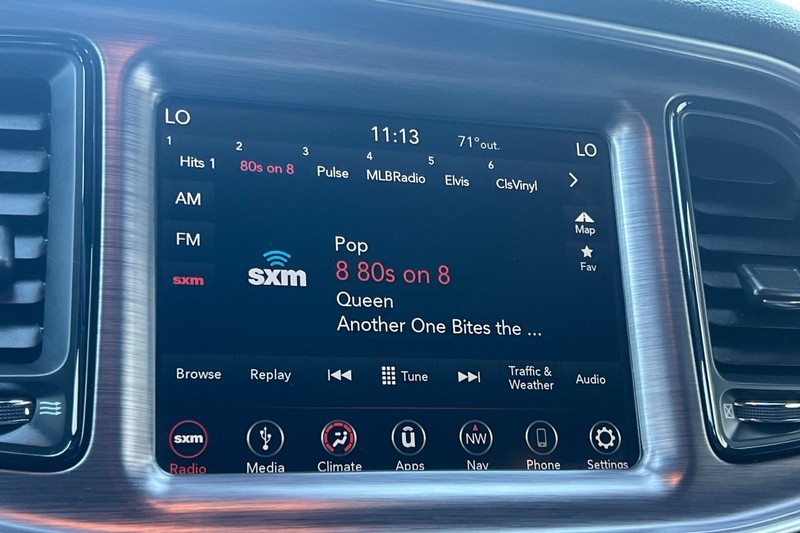 LO 11:13 71°out. LO
1 2 3 4 5 6
Hits 1 80s on 8 Pulse MLBRadio Elvis ClsVinyl
AM
Map
FM
Fav
sxm
sxm
Pop
8 80s on 8
Queen
Another One Bites the ...
Browse Replay Tune Traffic & Weather Audio
sxm ū NW
Radio Media Climate Apps Nav Phone Settings